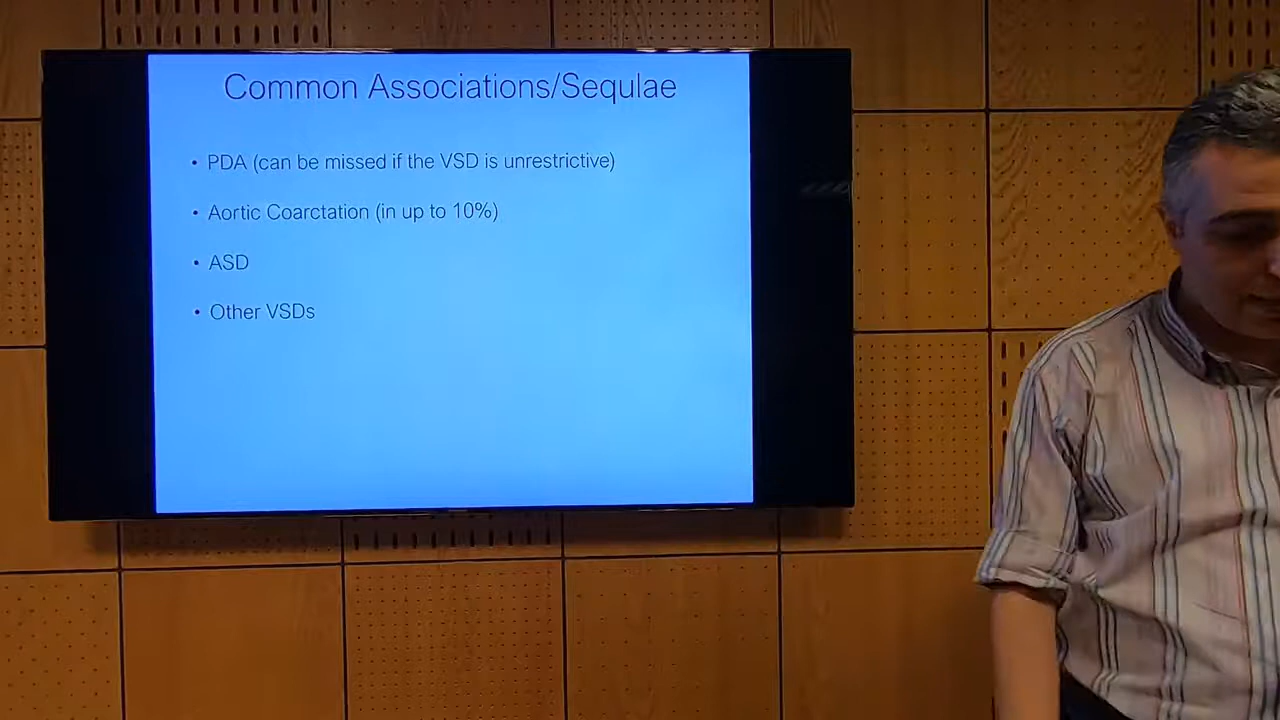 Common Associations/Sequlae
• PDA (can be missed if the VSD is unrestrictive)
• Aortic Coarctation (in up to 10%)
• ASD
• Other VSDs